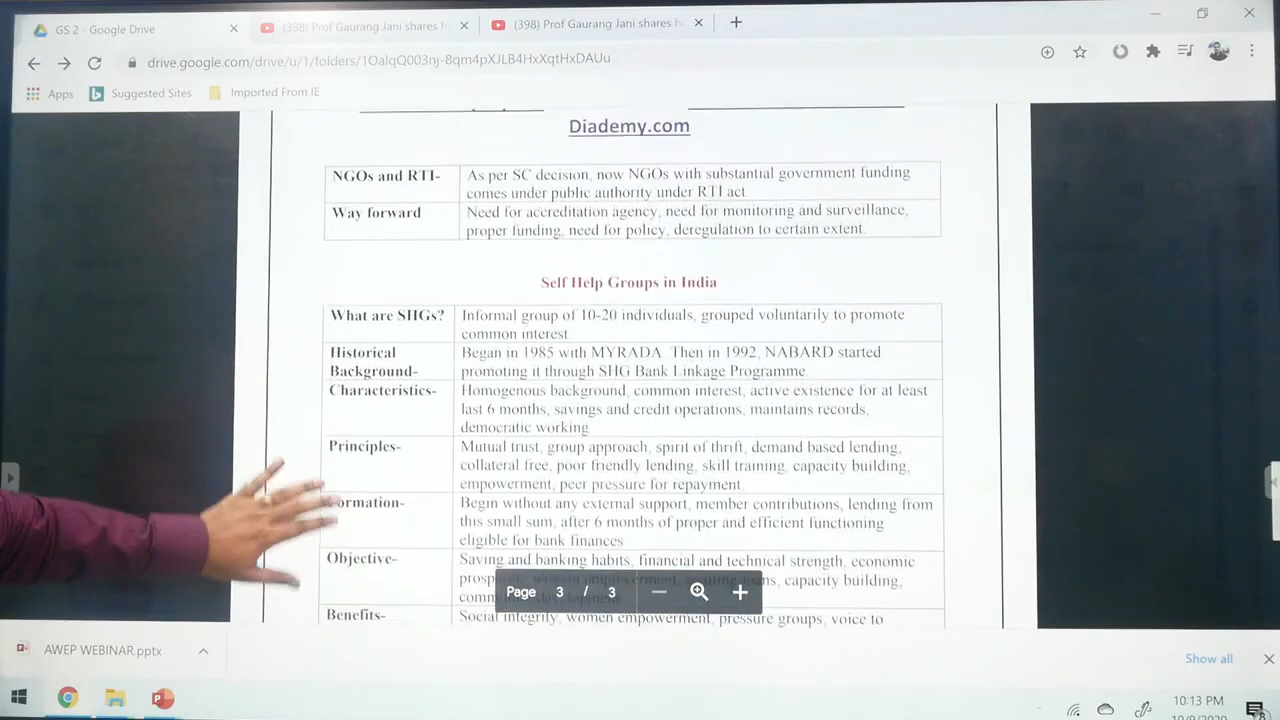 GS 2 - Google Drive
(398) Prof Gaurang Jani shares h
(398) Prof Gaurang Jani shares h
drive.google.com/drive/u/1/folders/1OalqQ003nj-8qm4pXJLB4HxXqtHxDAUu
Apps
Suggested Sites
Imported From IE
Diademy.com
NGOs and RTI-
As per SC decision, now NGOs with substantial government funding
comes under public authority under RTI act
Way forward
Need for accreditation agency, need for monitoring and surveillance,
proper funding, need for policy, deregulation to certain extent.
Self Help Groups in India
What are SHGs?
Informal group of 10-20 individuals, grouped voluntarily to promote
common interest.
Historical
Background-
Began in 1985 with MYRADA. Then in 1992, NABARD started
promoting it through SHG Bank Linkage Programme.
Characteristics-
Homogenous background, common interest, active existence for at least
last 6 months, savings and credit operations, maintains records,
democratic working
Principles-
Mutual trust, group approach, spirit of thrift, demand based lending,
collateral free, poor friendly lending, skill training, capacity building,
empowerment, peer pressure for repayment.
ormation-
Begin without any external support, member contributions, lending from
this small sum, after 6 months of proper and efficient functioning
eligible for bank finances
Objective-
Saving and banking habits, financial and technical strength, economic
capacity building,
Benefits-
Social integrity, women empowerment, pressure groups, voice to
Page 3 / 3
AWEP WEBINAR.pptx
Show all
10:13 PM